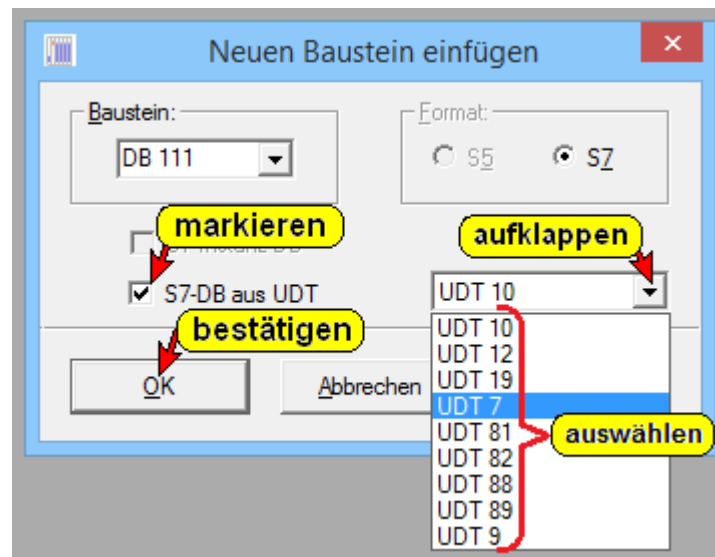 Neuen Baustein einfügen
Baustein:
Format:
DB 111
S5
S7
markieren
aufklappen
S7-DB aus UDT
UDT 10
bestätigen
UDT 10
UDT 12
UDT 19
OK
Abbrechen
UDT 7
UDT 81
auswählen
UDT 82
UDT 88
UDT 89
UDT 9